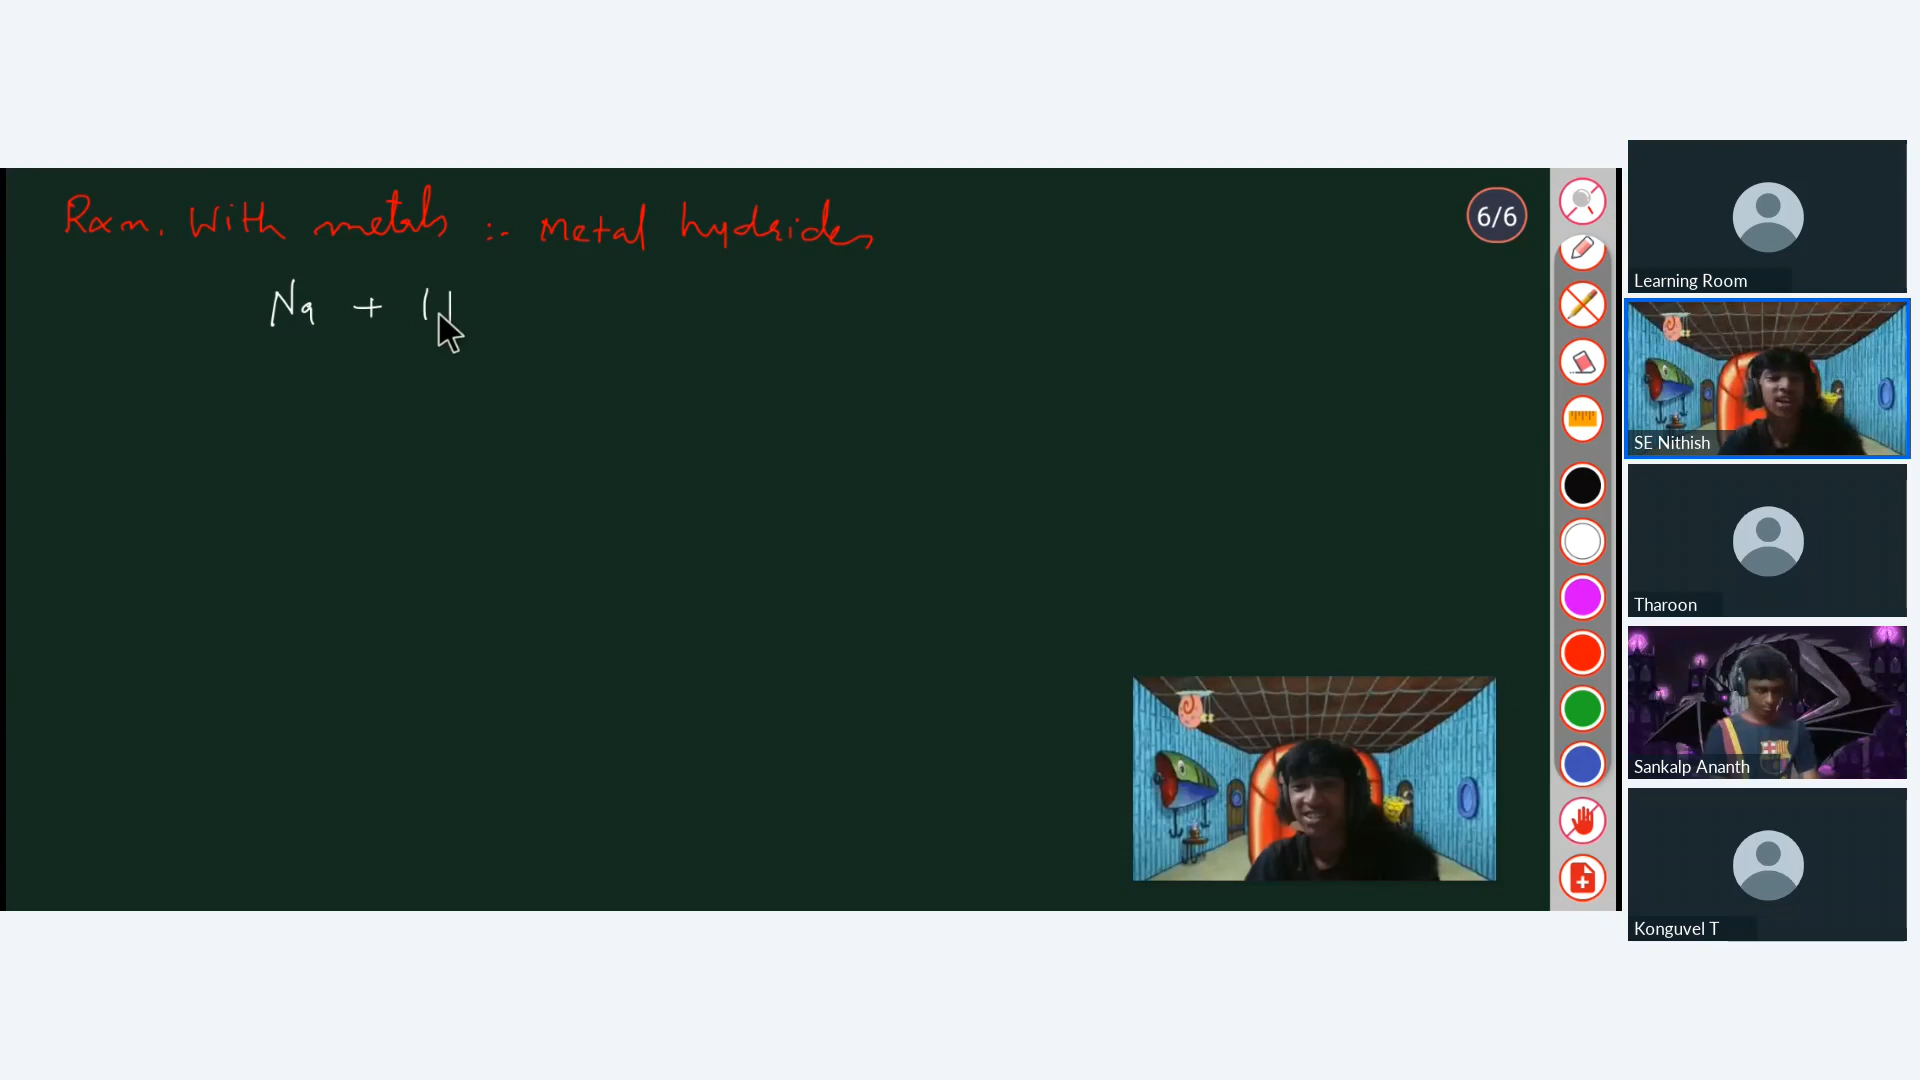 Rxn. With metals :- Metal hydrides
6/6
Na + H
Learning Room
SE Nithish
Tharoon
Sankalp Ananth
Konguvel T